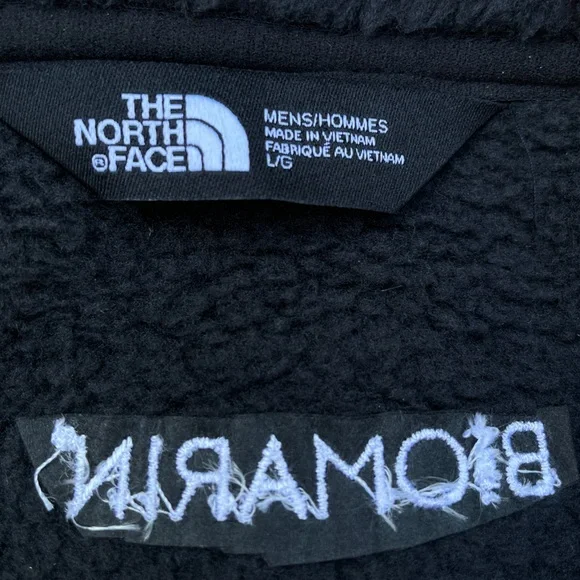 THE
NORTH
FACE
MENS/HOMMES
MADE IN VIETNAM
FABRIQUÉ AU VIETNAM
L/G
BIOMARIN